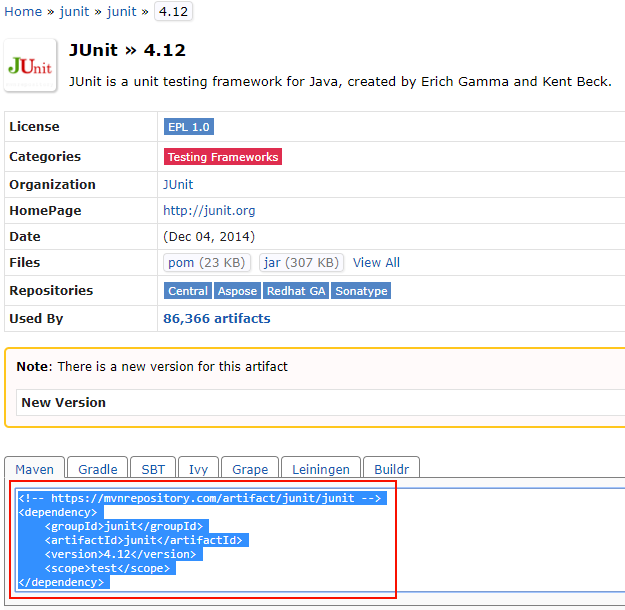 Home » junit » junit » 4.12
JUnit
JUnit » 4.12
JUnit is a unit testing framework for Java, created by Erich Gamma and Kent Beck.
License EPL 1.0
Categories Testing Frameworks
Organization JUnit
HomePage http://junit.org
Date (Dec 04, 2014)
Files pom (23 KB) jar (307 KB) View All
Repositories Central Aspose Redhat GA Sonatype
Used By 86,366 artifacts
Note: There is a new version for this artifact
New Version
Maven Gradle SBT Ivy Grape Leiningen Buildr
<!-- https://mvnrepository.com/artifact/junit/junit -->
<dependency>
    <groupId>junit</groupId>
    <artifactId>junit</artifactId>
    <version>4.12</version>
    <scope>test</scope>
</dependency>